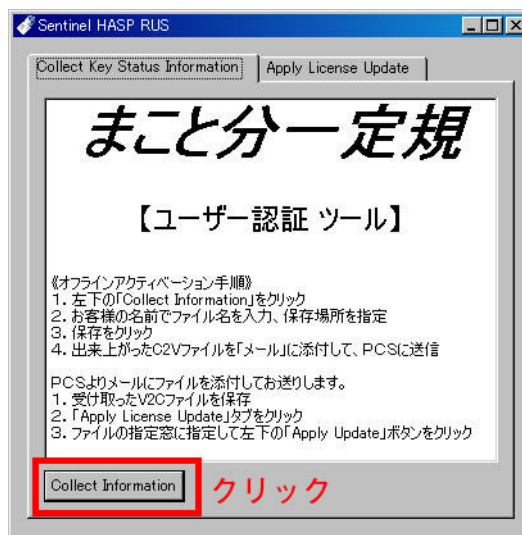 Sentinel HASP RUS
Collect Key Status Information
Apply License Update
まこと分一定規
【ユーザー認証 ツール】
《オフラインアクティベーション手順》
1. 左下の「Collect Information」をクリック
2. お客様の名前でファイル名を入力、保存場所を指定
3. 保存をクリック
4. 出来上がったC2Vファイルを「メール」に添付して、PCSに送信
PCSよりメールにファイルを添付してお送りします。
1. 受け取ったV2Cファイルを保存
2. 「Apply License Update」タブをクリック
3. ファイルの指定窓に指定して左下の「Apply Update」ボタンをクリック
Collect Information
クリック